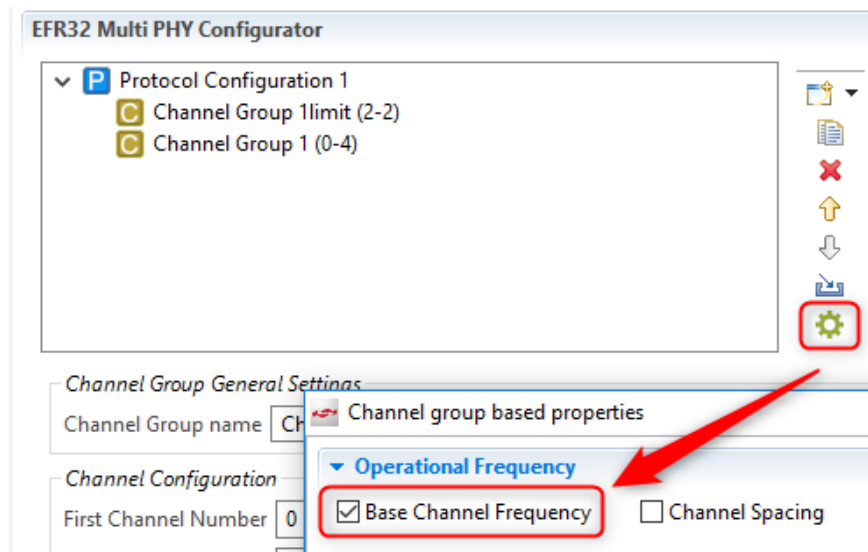 EFR32 Multi PHY Configurator
Protocol Configuration 1
Channel Group 1limit (2-2)
Channel Group 1 (0-4)
Channel Group General Settings
Channel Group name
Channel group based properties
Operational Frequency
Channel Configuration
First Channel Number 0
Base Channel Frequency
Channel Spacing